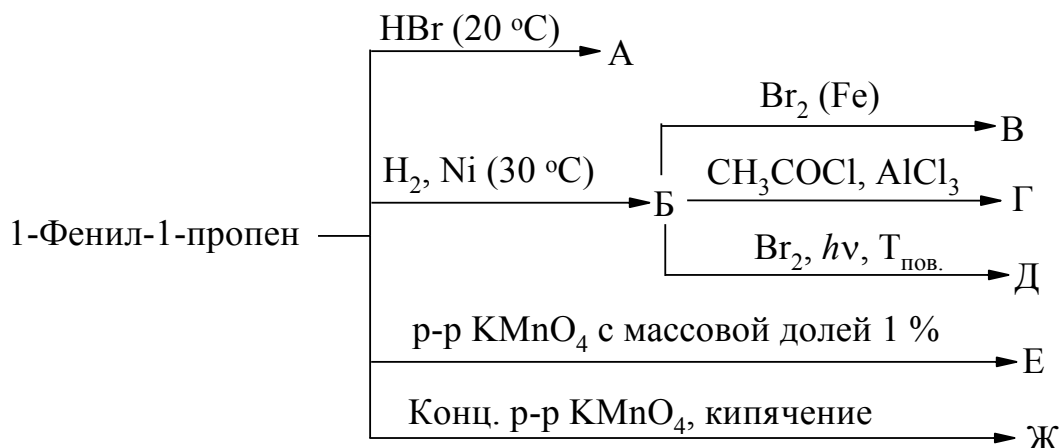 HBr (20 °C)
А
Br₂ (Fe)
В
H₂, Ni (30 °C)
Б
CH₃COCl, AlCl₃
Г
1-Фенил-1-пропен
Br₂, hν, Tпов.
Д
р-р KMnO₄ с массовой долей 1 %
Е
Конц. р-р KMnO₄, кипячение
Ж